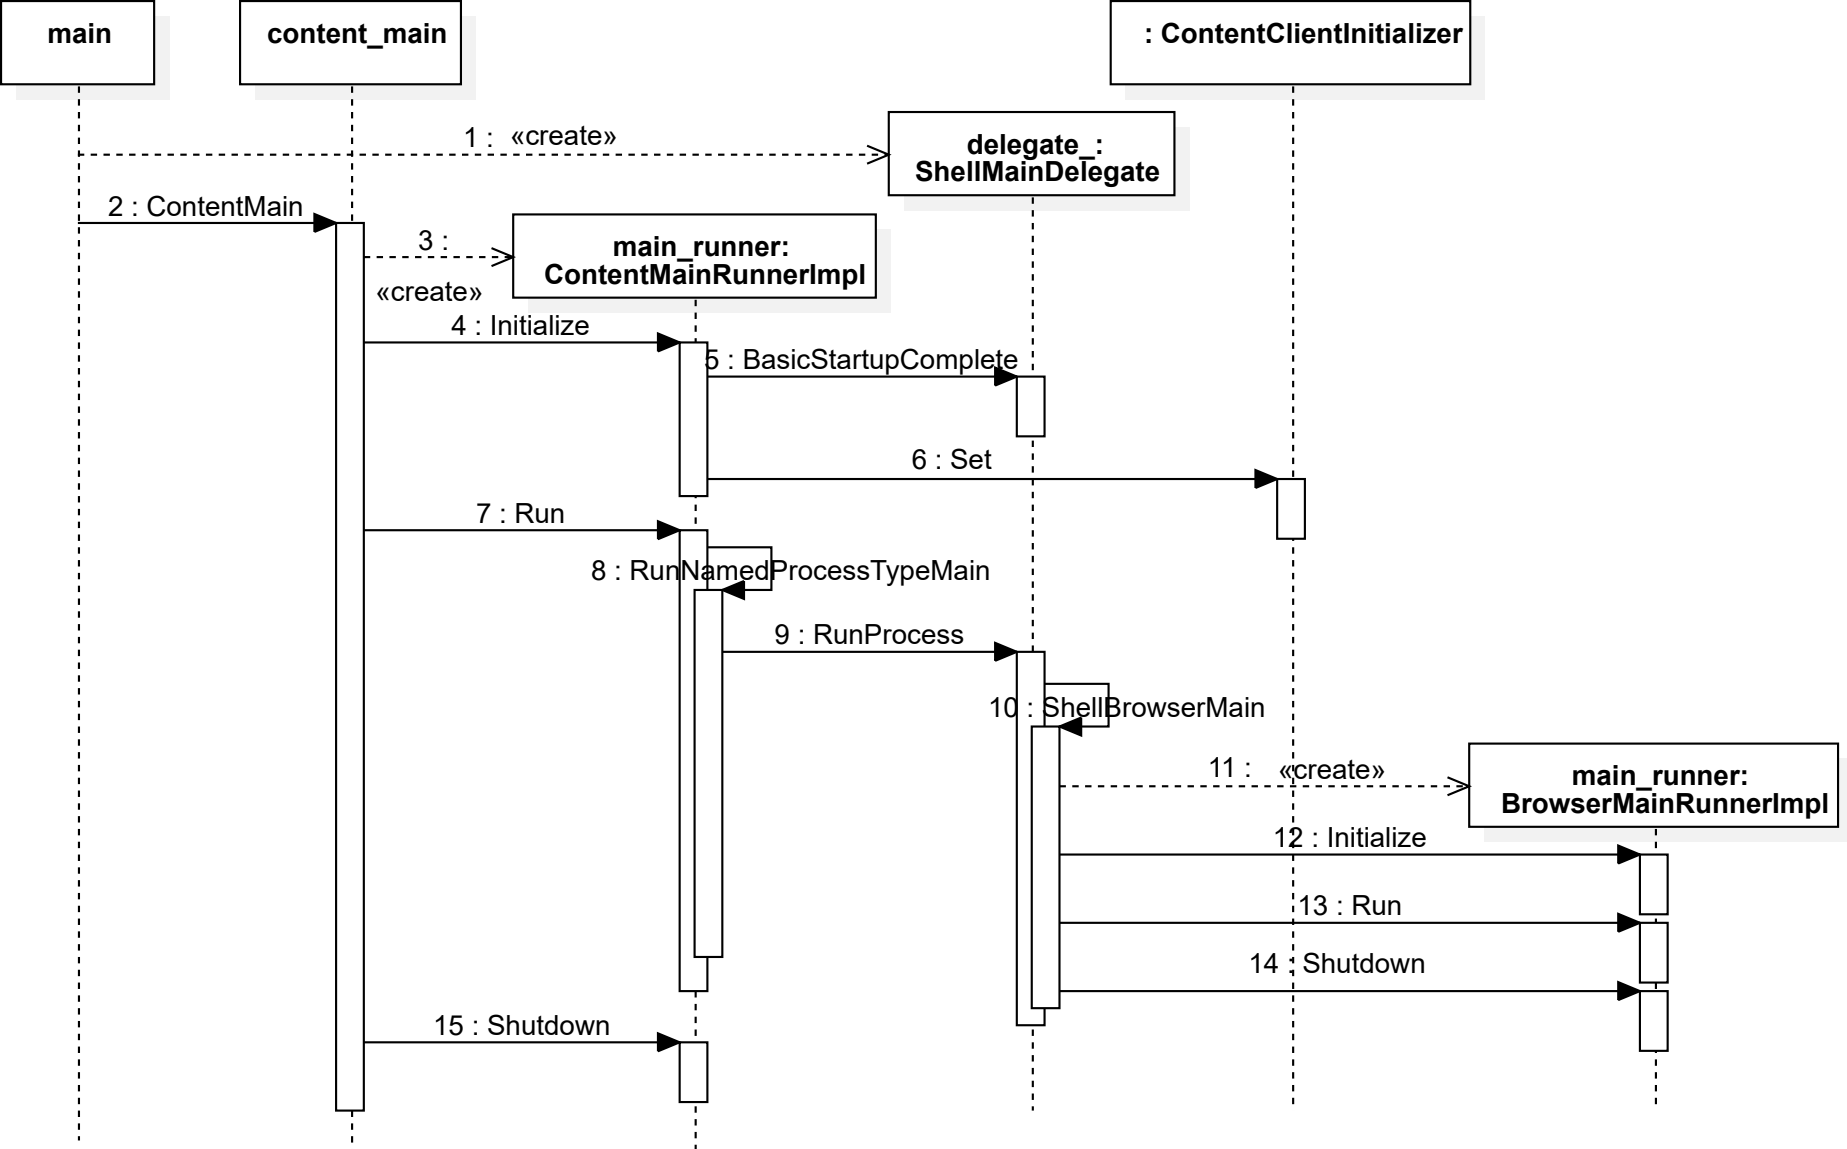 main
content_main
: ContentClientInitializer
1 : «create»
delegate_:
ShellMainDelegate
2 : ContentMain
3 :
«create»
main_runner:
ContentMainRunnerImpl
4 : Initialize
5 : BasicStartupComplete
6 : Set
7 : Run
8 : RunNamedProcessTypeMain
9 : RunProcess
10 : ShellBrowserMain
11 : «create»
main_runner:
BrowserMainRunnerImpl
12 : Initialize
13 : Run
14 : Shutdown
15 : Shutdown